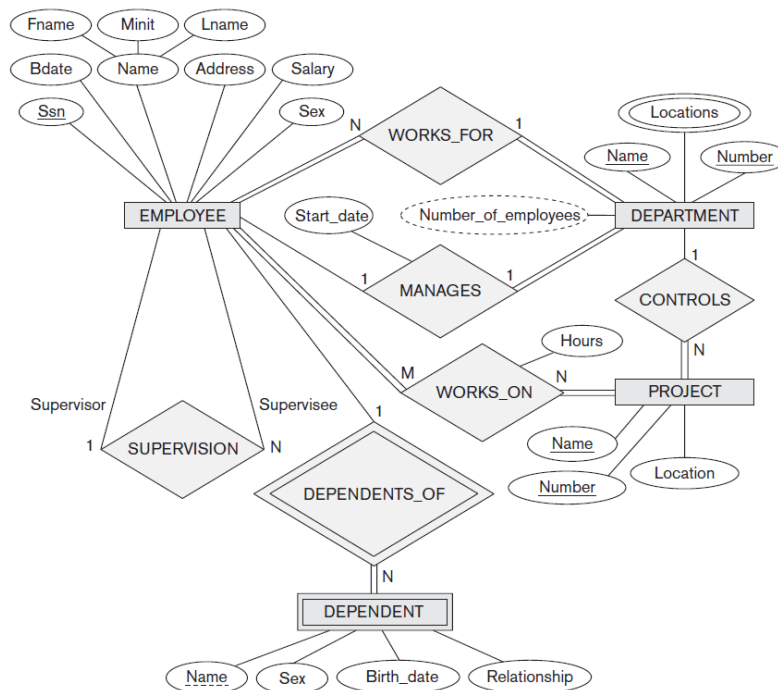 Fname
Minit
Lname
Bdate
Name
Address
Salary
Ssn
Sex
Locations
Name
Number
N
WORKS_FOR
1
EMPLOYEE
Start_date
Number_of_employees
DEPARTMENT
1
MANAGES
1
1
CONTROLS
N
Hours
M
WORKS_ON
N
PROJECT
Supervisor
Supervisee
1
SUPERVISION
N
1
Name
Number
Location
DEPENDENTS_OF
N
DEPENDENT
Name
Sex
Birth_date
Relationship